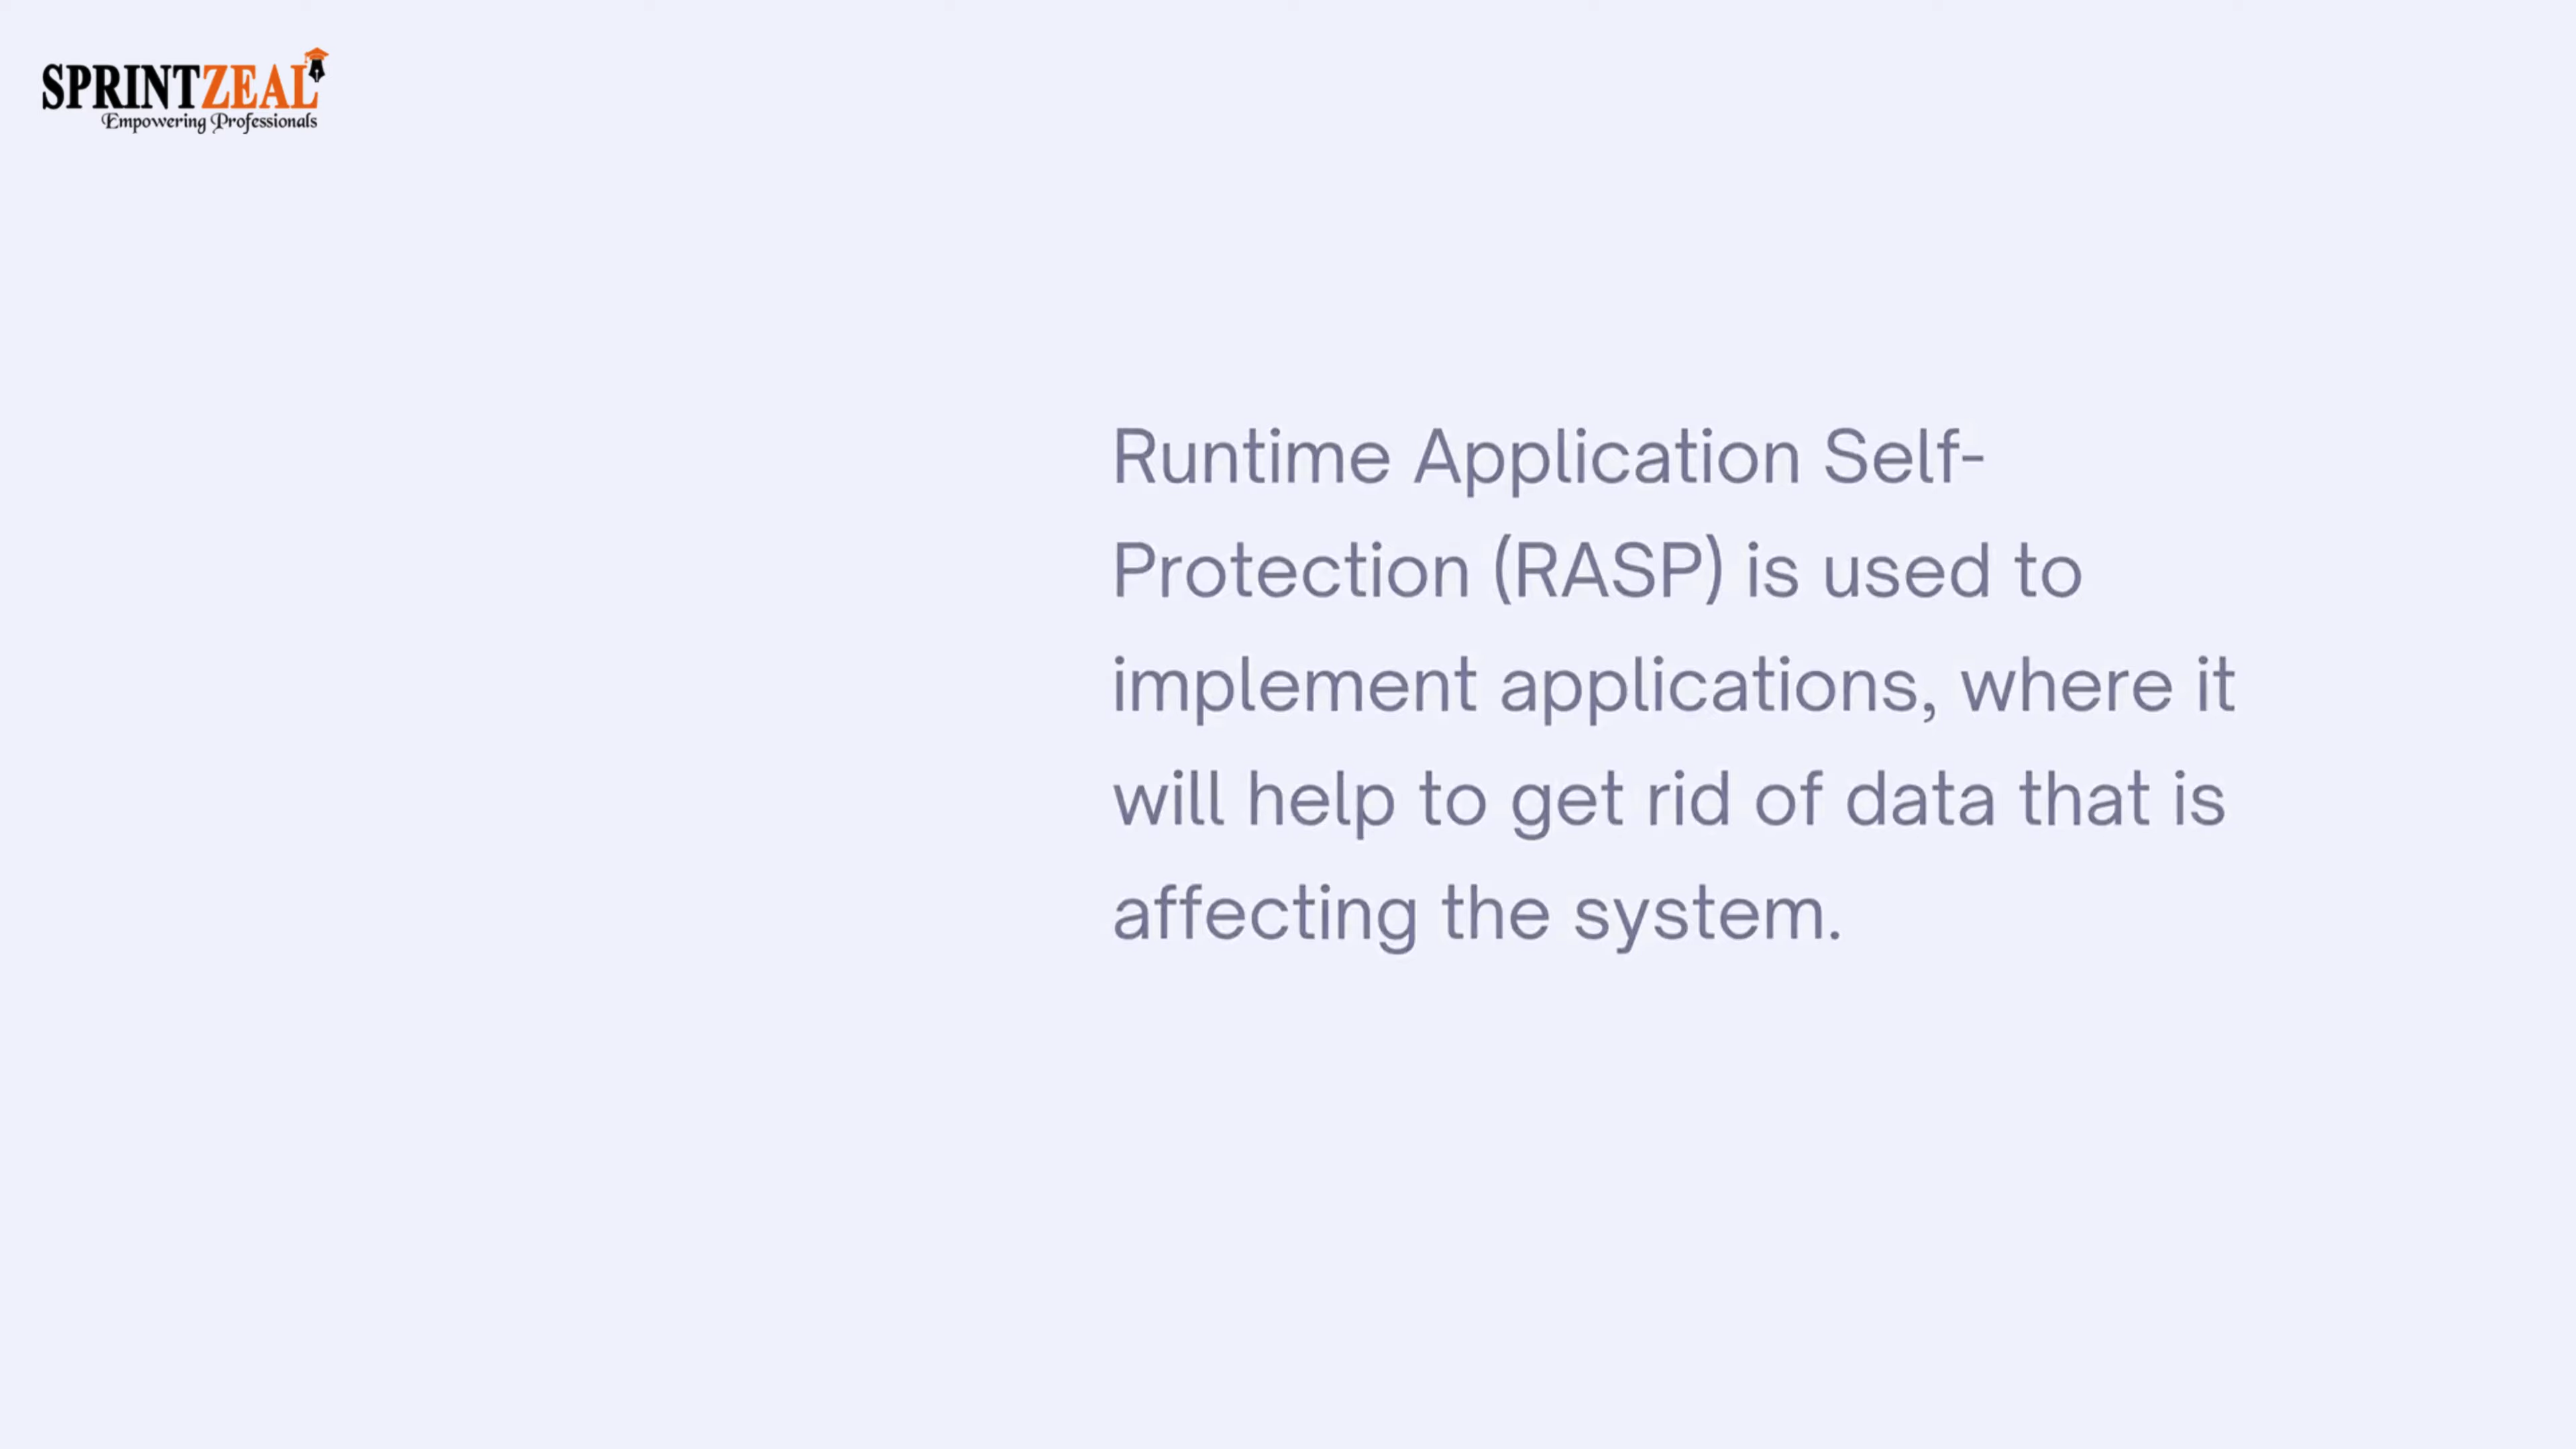 SPRINTZEAL
Empowering Professionals
Runtime Application Self-
Protection (RASP) is used to
implement applications, where it
will help to get rid of data that is
affecting the system.